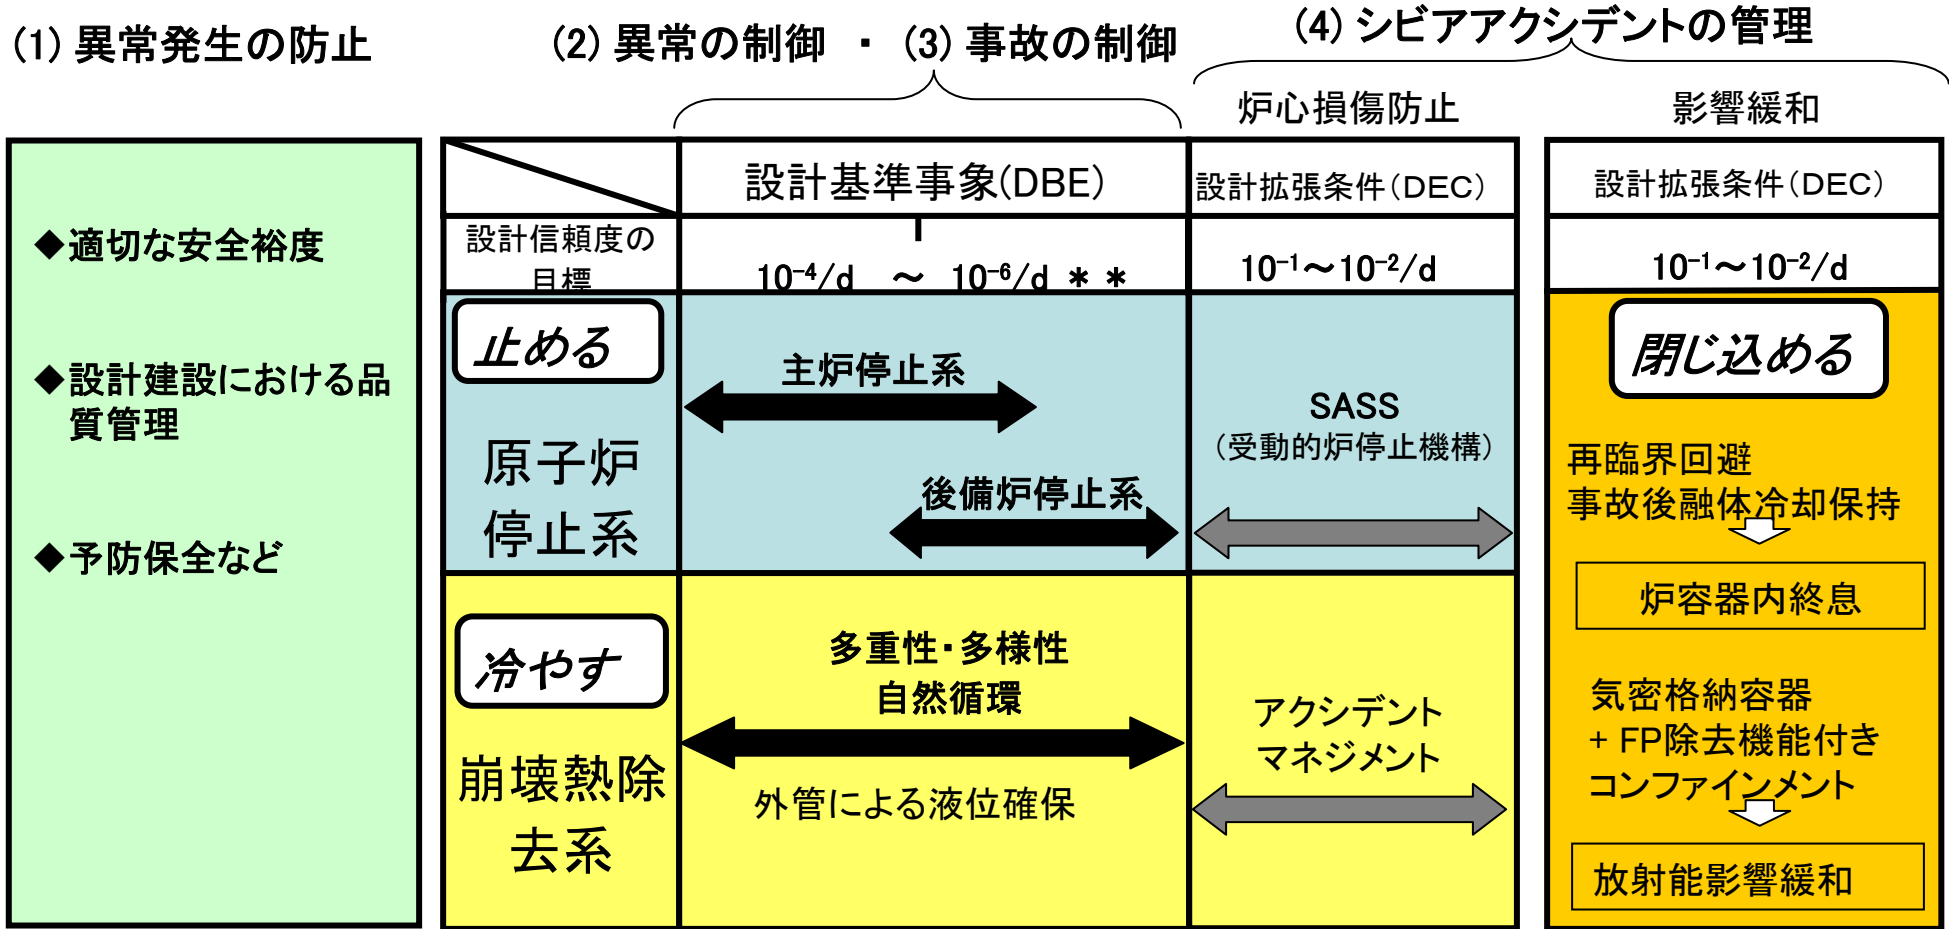 (1) 異常発生の防止
(2) 異常の制御 ・ (3) 事故の制御
(4) シビアアクシデントの管理
炉心損傷防止
影響緩和
◆適切な安全裕度
◆設計建設における品
質管理
◆予防保全など
設計基準事象(DBE)
設計拡張条件(DEC)
設計拡張条件(DEC)
設計信頼度の
目標
10⁻⁴/d ~ 10⁻⁶/d **
10⁻¹~10⁻²/d
10⁻¹~10⁻²/d
止める
原子炉
停止系
主炉停止系
後備炉停止系
SASS
(受動的炉停止機構)
冷やす
崩壊熱除
去系
多重性・多様性
自然循環
外管による液位確保
アクシデント
マネジメント
閉じ込める
再臨界回避
事故後融体冷却保持
炉容器内終息
気密格納容器
+ FP除去機能付き
コンファインメント
放射能影響緩和